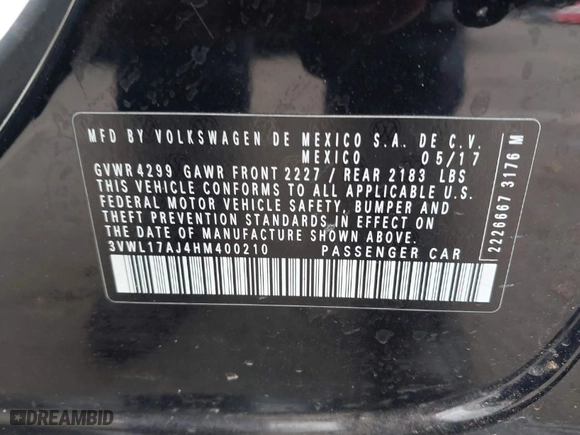 MFD BY VOLKSWAGEN DE MEXICO S.A. DE C.V.
MEXICO 05/17
GVWR 4299 GAWR FRONT 2227 / REAR 2183 LBS
THIS VEHICLE CONFORMS TO ALL APPLICABLE U.S.
FEDERAL MOTOR VEHICLE SAFETY, BUMPER AND
THEFT PREVENTION STANDARDS IN EFFECT ON
THE DATE OF MANUFACTURE SHOWN ABOVE.
3VWL17AJ4HM400210 PASSENGER CAR
2226667 3176 M
DREAMBID